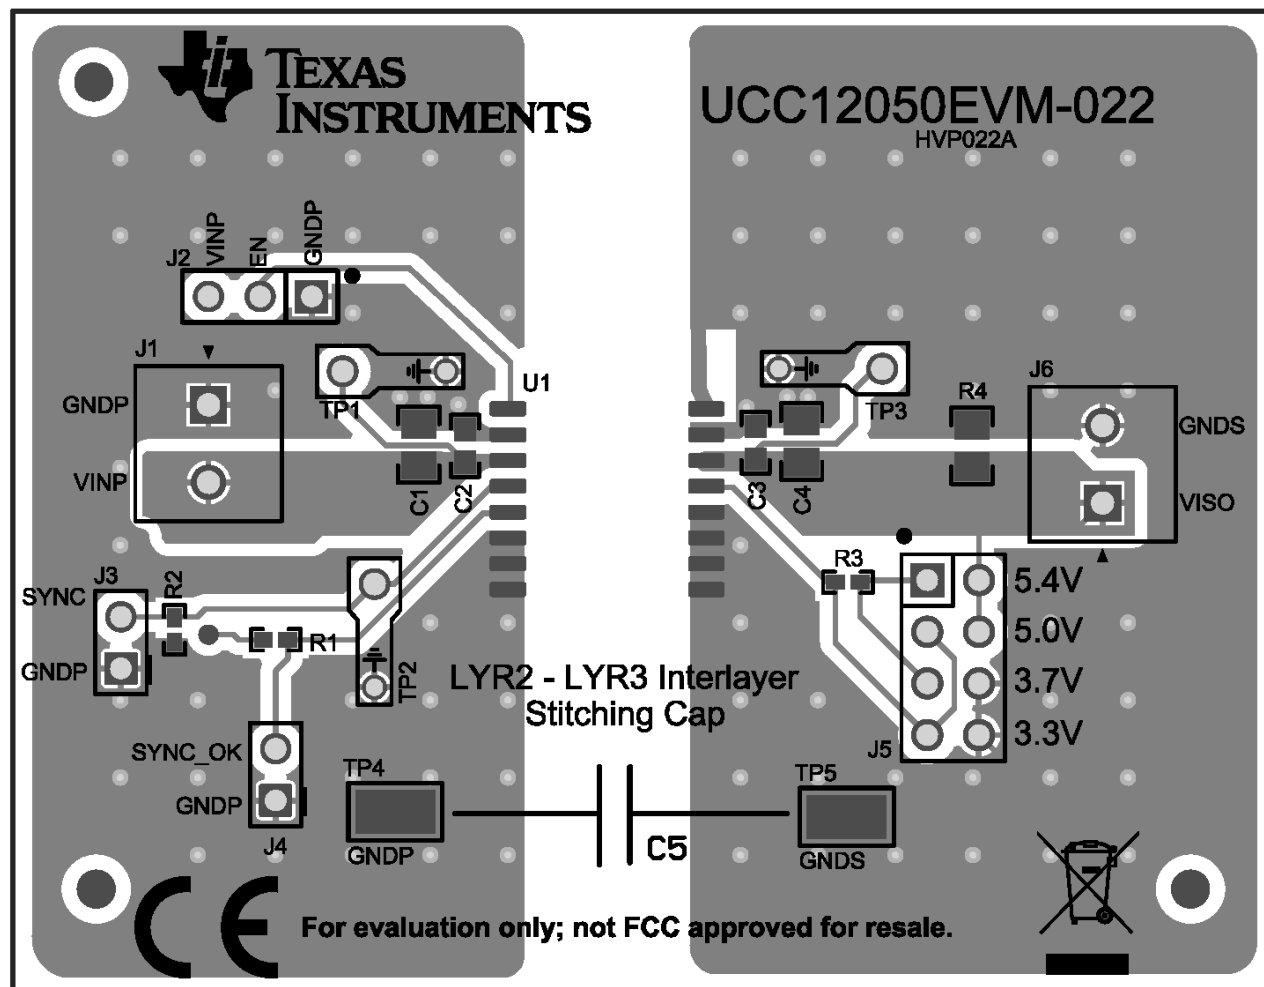 TEXAS
INSTRUMENTS
UCC12050EVM-022
HVP022A
J2
VINP
EN
GNDP
J1
GNDP
VINP
TP1
C1
C2
U1
TP3
C3
C4
R4
J6
GNDS
VISO
J3
SYNC
GNDP
R2
R1
TP2
R3
5.4V
5.0V
3.7V
3.3V
J5
LYR2 - LYR3 Interlayer
Stitching Cap
SYNC_OK
GNDP
J4
TP4
GNDP
C5
TP5
GNDS
CE
For evaluation only; not FCC approved for resale.